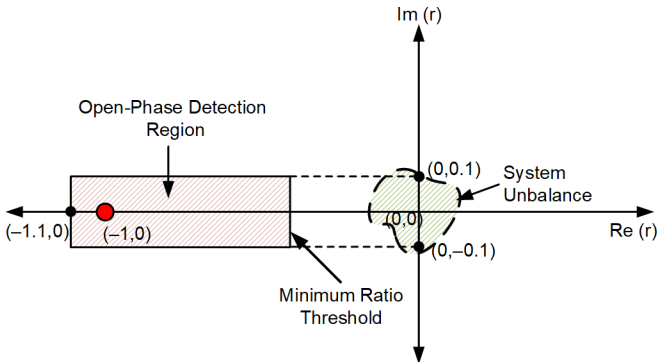 Im (r)
Open-Phase Detection
Region
(0,0.1)
System
Unbalance
(0,0)
(–1.1,0)
(–1,0)
Re (r)
(0,–0.1)
Minimum Ratio
Threshold